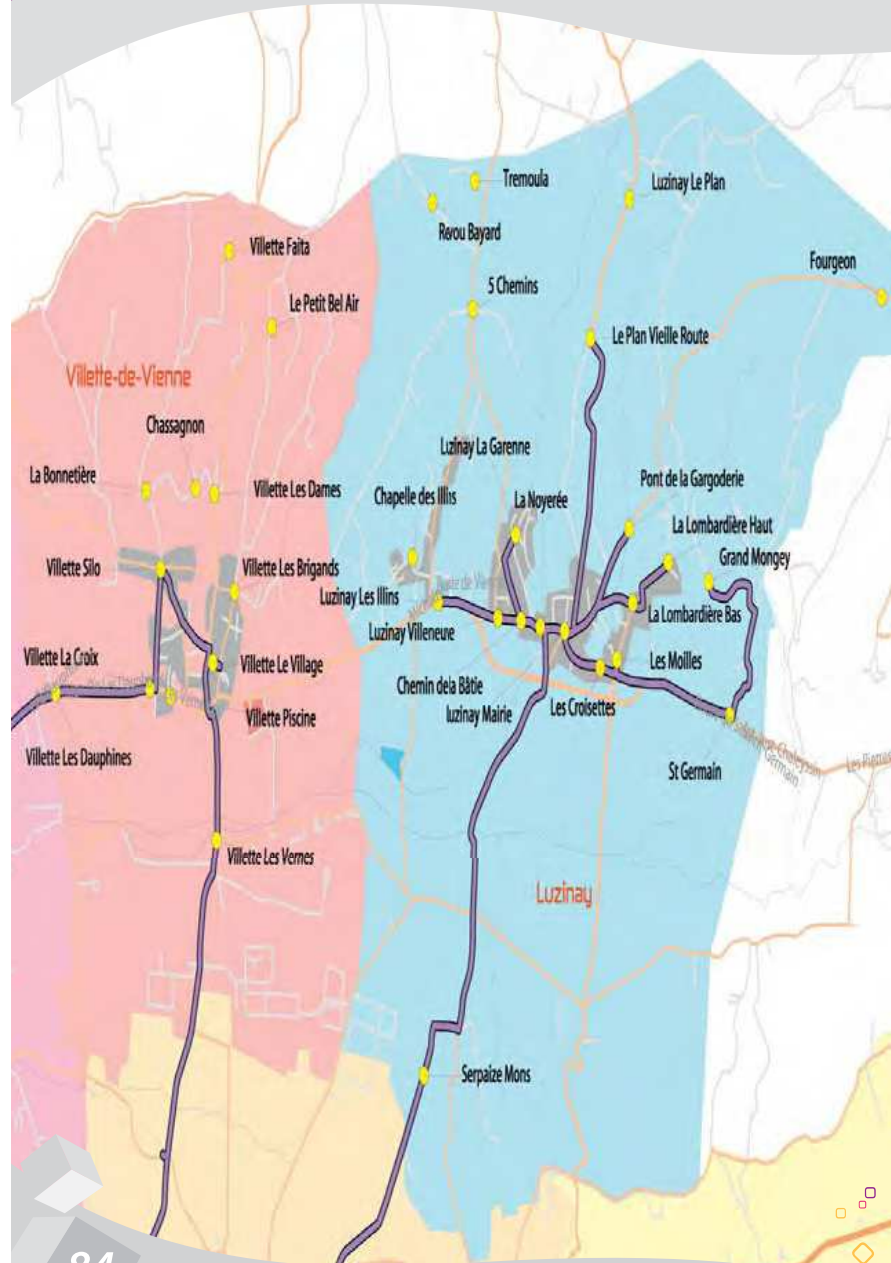 Tremoula
Luzinay Le Plan
Revou Bayard
Villette Faita
Fourgeon
5 Chemins
Le Petit Bel Air
Le Plan Vieille Route
Villette-de-Vienne
Chassagnon
Luzinay La Garenne
La Bonnetière
Villette Les Dames
Chapelle des Illins
La Noyerée
Pont de la Gargoderie
La Lombardière Haut
Grand Mongey
Villette Silo
Villette Les Brigands
Luzinay Les Illins
La Lombardière Bas
Luzinay Villeneuve
Villette La Croix
Villette Le Village
Les Moilles
Chemin dela Bâtie
Villette Piscine
luzinay Mairie
Les Croisettes
Villette Les Dauphines
St Germain
Germain
Villette Les Vernes
Luzinay
Serpaize Mons
84